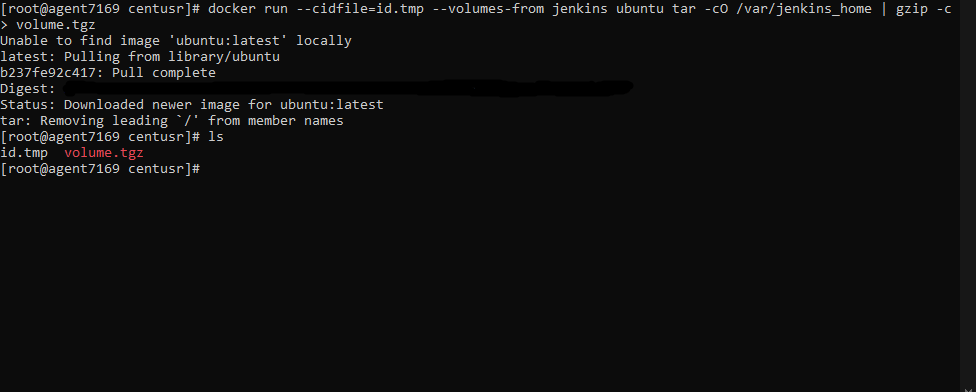 [root@agent7169 centusr]# docker run --cidfile=id.tmp --volumes-from jenkins ubuntu tar -cO /var/jenkins_home | gzip -c
> volume.tgz
Unable to find image 'ubuntu:latest' locally
latest: Pulling from library/ubuntu
b237fe92c417: Pull complete
Digest:
Status: Downloaded newer image for ubuntu:latest
tar: Removing leading `/' from member names
[root@agent7169 centusr]# ls
id.tmp  volume.tgz
[root@agent7169 centusr]#